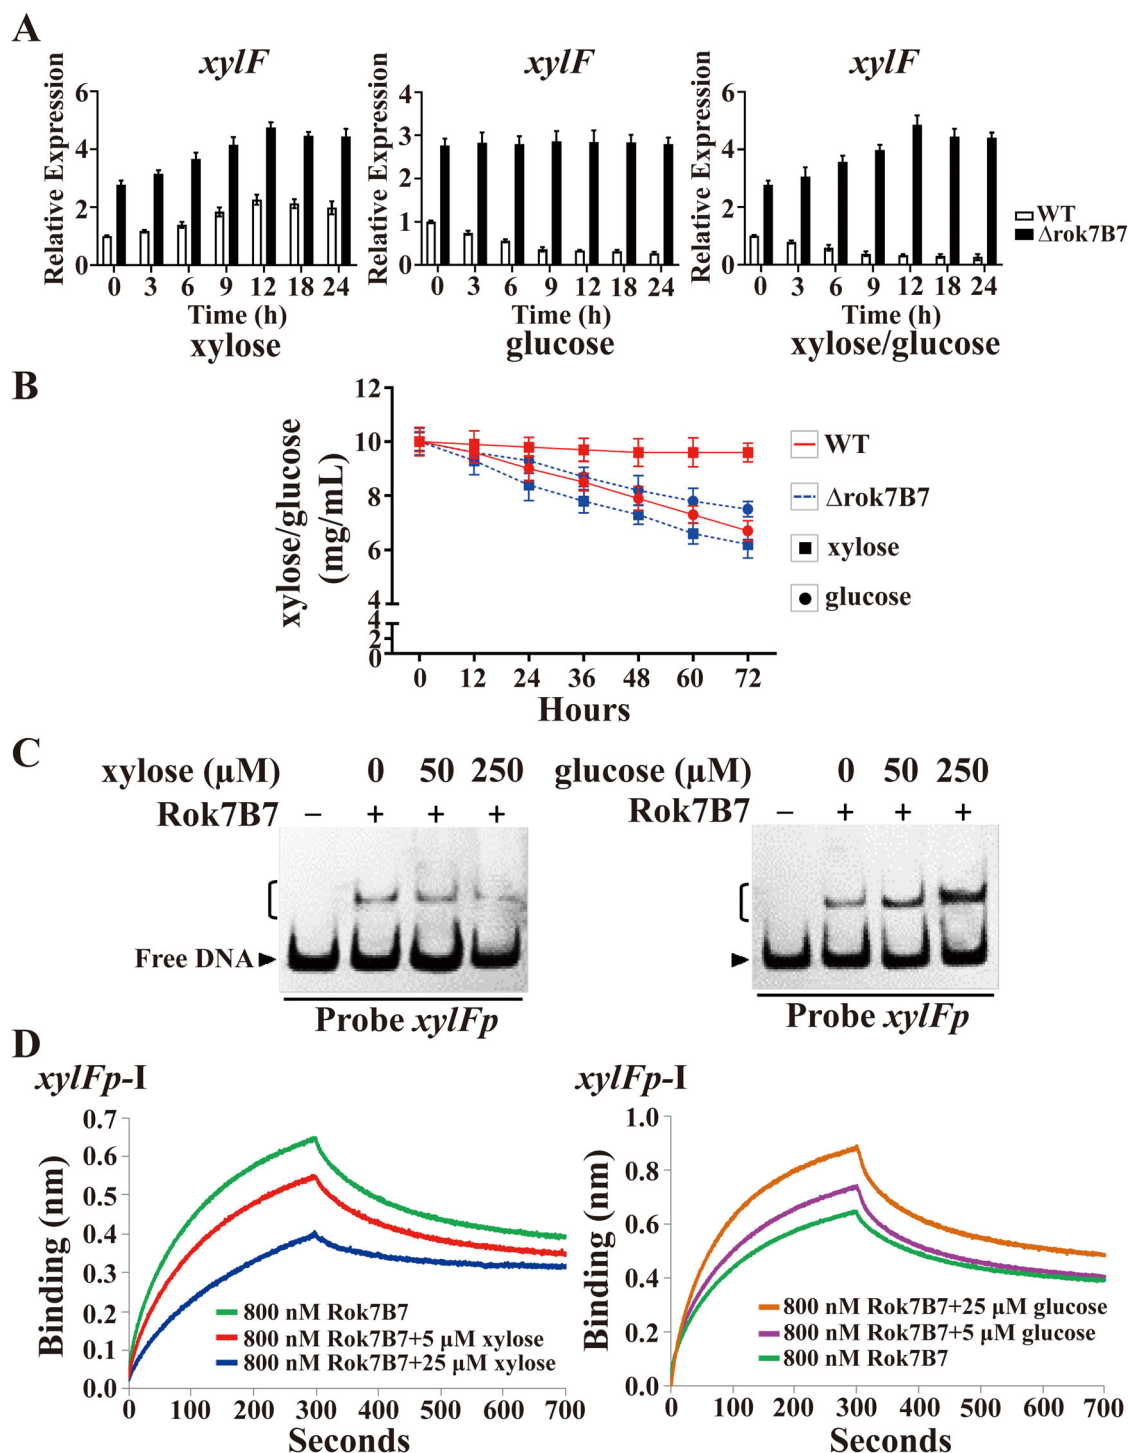 A
xylF
xylF
xylF
Relative Expression
6
4
2
0
0 3 6 9 12 18 24
Time (h)
xylose
Relative Expression
4
3
2
1
0
0 3 6 9 12 18 24
Time (h)
glucose
Relative Expression
6
4
2
0
0 3 6 9 12 18 24
Time (h)
xylose/glucose
WT
Δrok7B7
B
xylose/glucose
(mg/mL)
12
10
8
6
4
4
2
0
0 12 24 36 48 60 72
Hours
WT
Δrok7B7
xylose
glucose
C
xylose (μM) 0 50 250
Rok7B7 – + + +
Free DNA
Probe xylFp
glucose (μM) 0 50 250
Rok7B7 – + + +
Probe xylFp
D
xylFp-I
Binding (nm)
0.7
0.6
0.5
0.4
0.3
0.2
0.1
0.0
800 nM Rok7B7
800 nM Rok7B7+5 μM xylose
800 nM Rok7B7+25 μM xylose
0 100 200 300 400 500 600 700
Seconds
xylFp-I
Binding (nm)
1.0
0.8
0.6
0.4
0.2
0.0
800 nM Rok7B7+25 μM glucose
800 nM Rok7B7+5 μM glucose
800 nM Rok7B7
0 100 200 300 400 500 600 700
Seconds